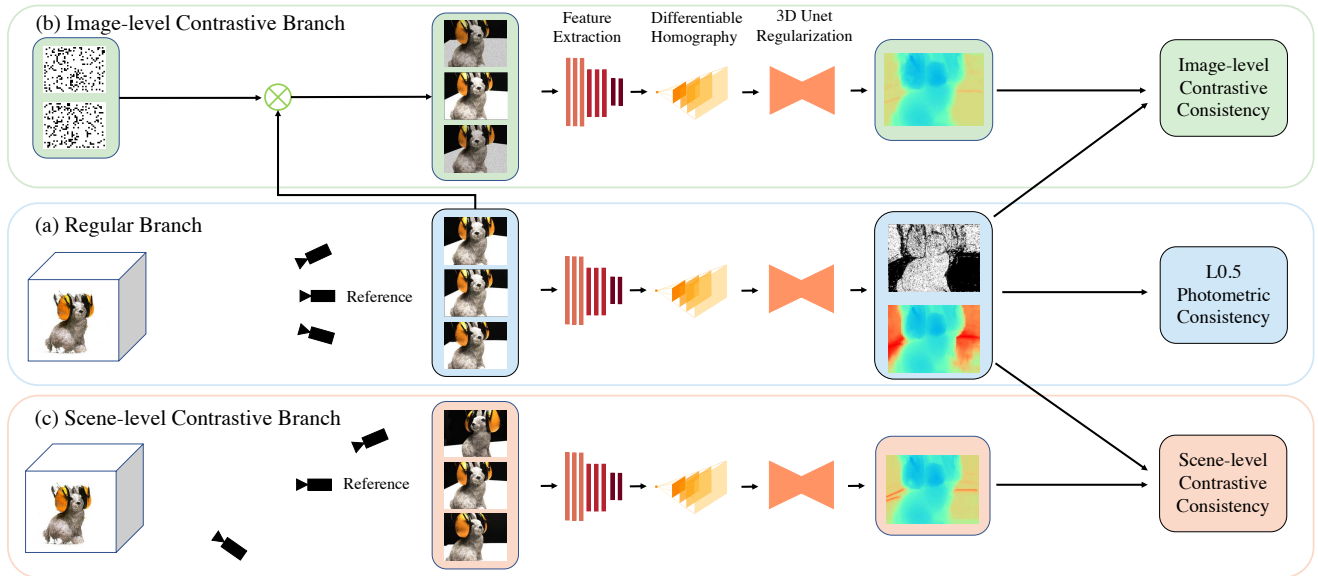 (b) Image-level Contrastive Branch
Feature
Extraction
Differentiable
Homography
3D Unet
Regularization
Image-level
Contrastive
Consistency
(a) Regular Branch
Reference
L0.5
Photometric
Consistency
(c) Scene-level Contrastive Branch
Reference
Scene-level
Contrastive
Consistency